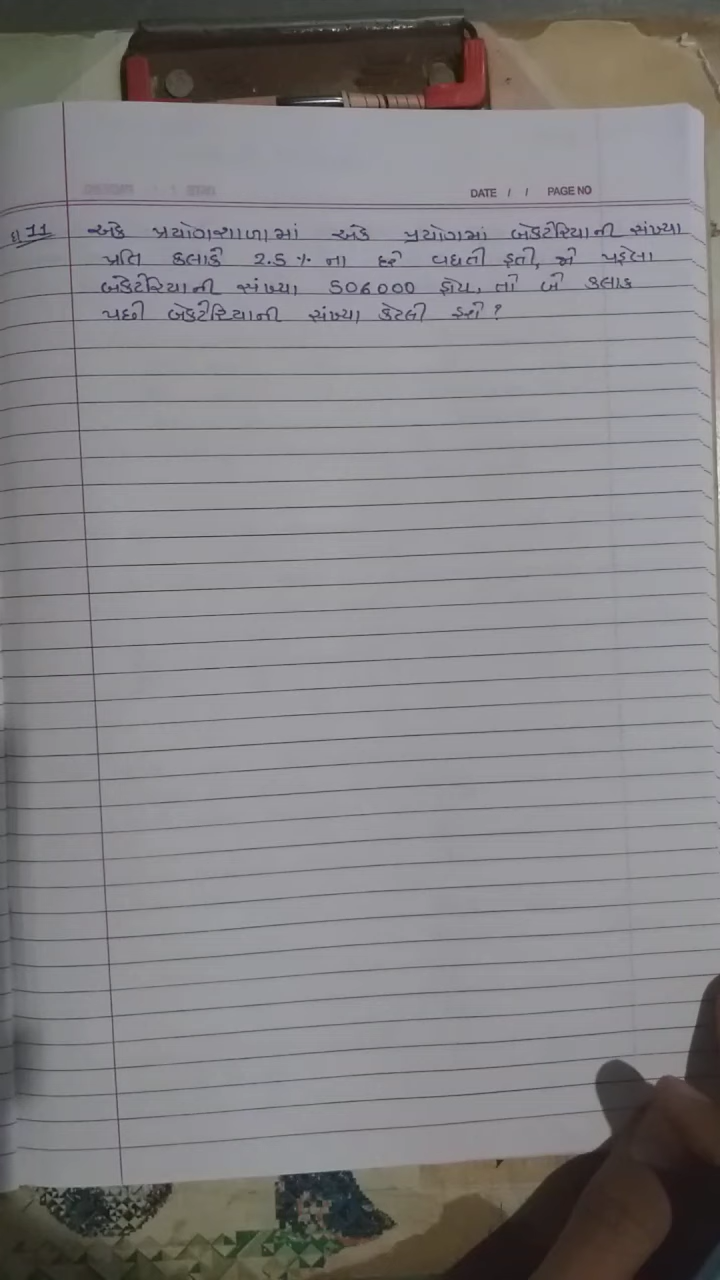 DATE / / PAGE NO
દા 11 એક પ્રયોગશાળામાં એક પ્રયોગમાં બેક્ટેરિયાની સંખ્યા
પ્રતિ કલાકે 2.5 % ના દરે વધતી હતી, જો પહેલા
બેક્ટેરિયાની સંખ્યા 506000 હોય, તો બે કલાક
પછી બેક્ટેરિયાની સંખ્યા કેટલી હશે ?